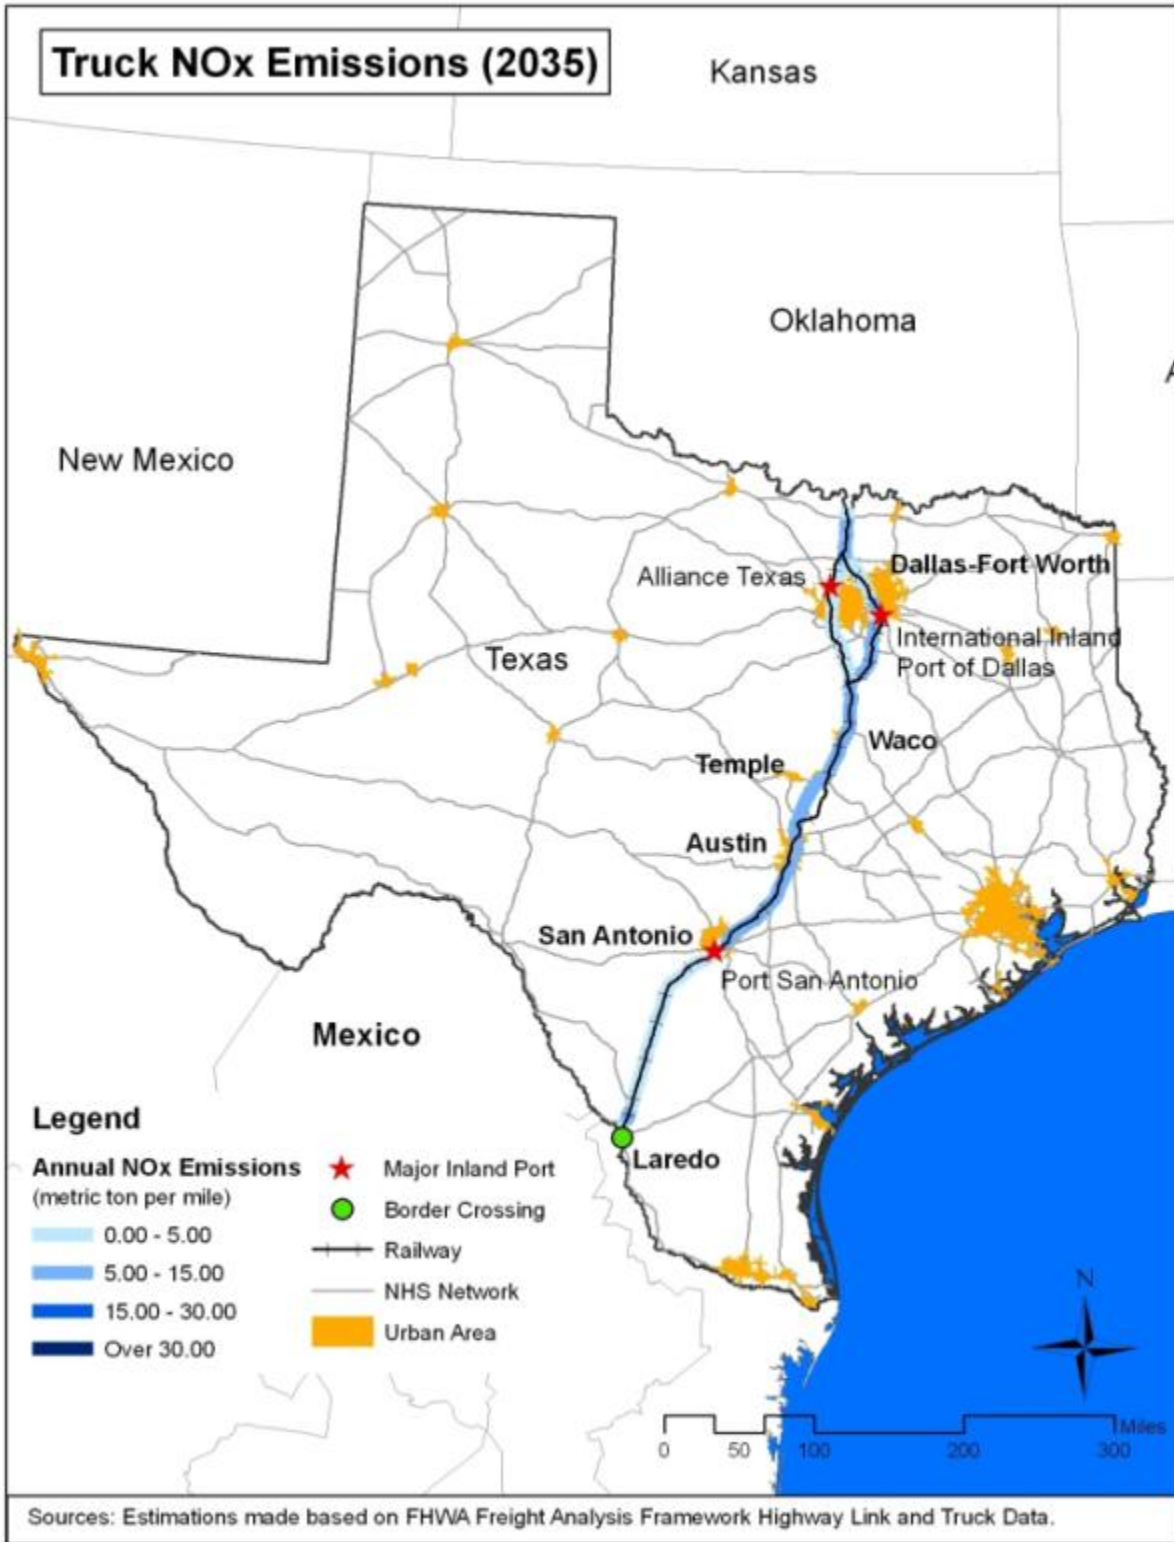 Truck NOx Emissions (2035)
Kansas
Oklahoma
A
New Mexico
Alliance Texas
Dallas-Fort Worth
International Inland
Port of Dallas
Texas
Waco
Temple
Austin
San Antonio
Port San Antonio
Mexico
Laredo
Legend
Annual NOx Emissions
(metric ton per mile)
0.00 - 5.00
5.00 - 15.00
15.00 - 30.00
Over 30.00
Major Inland Port
Border Crossing
Railway
NHS Network
Urban Area
N
Miles
0 50 100 200 300
Sources: Estimations made based on FHWA Freight Analysis Framework Highway Link and Truck Data.